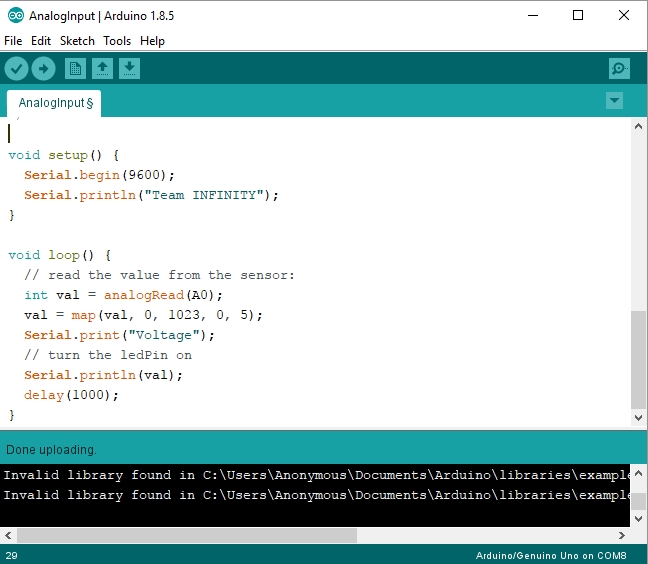 AnalogInput | Arduino 1.8.5
File Edit Sketch Tools Help
AnalogInput §
void setup() {
  Serial.begin(9600);
  Serial.println("Team INFINITY");
}
void loop() {
  // read the value from the sensor:
  int val = analogRead(A0);
  val = map(val, 0, 1023, 0, 5);
  Serial.print("Voltage");
  // turn the ledPin on
  Serial.println(val);
  delay(1000);
}
Done uploading.
Invalid library found in C:\Users\Anonymous\Documents\Arduino\libraries\example
Invalid library found in C:\Users\Anonymous\Documents\Arduino\libraries\example
29 Arduino/Genuino Uno on COM8